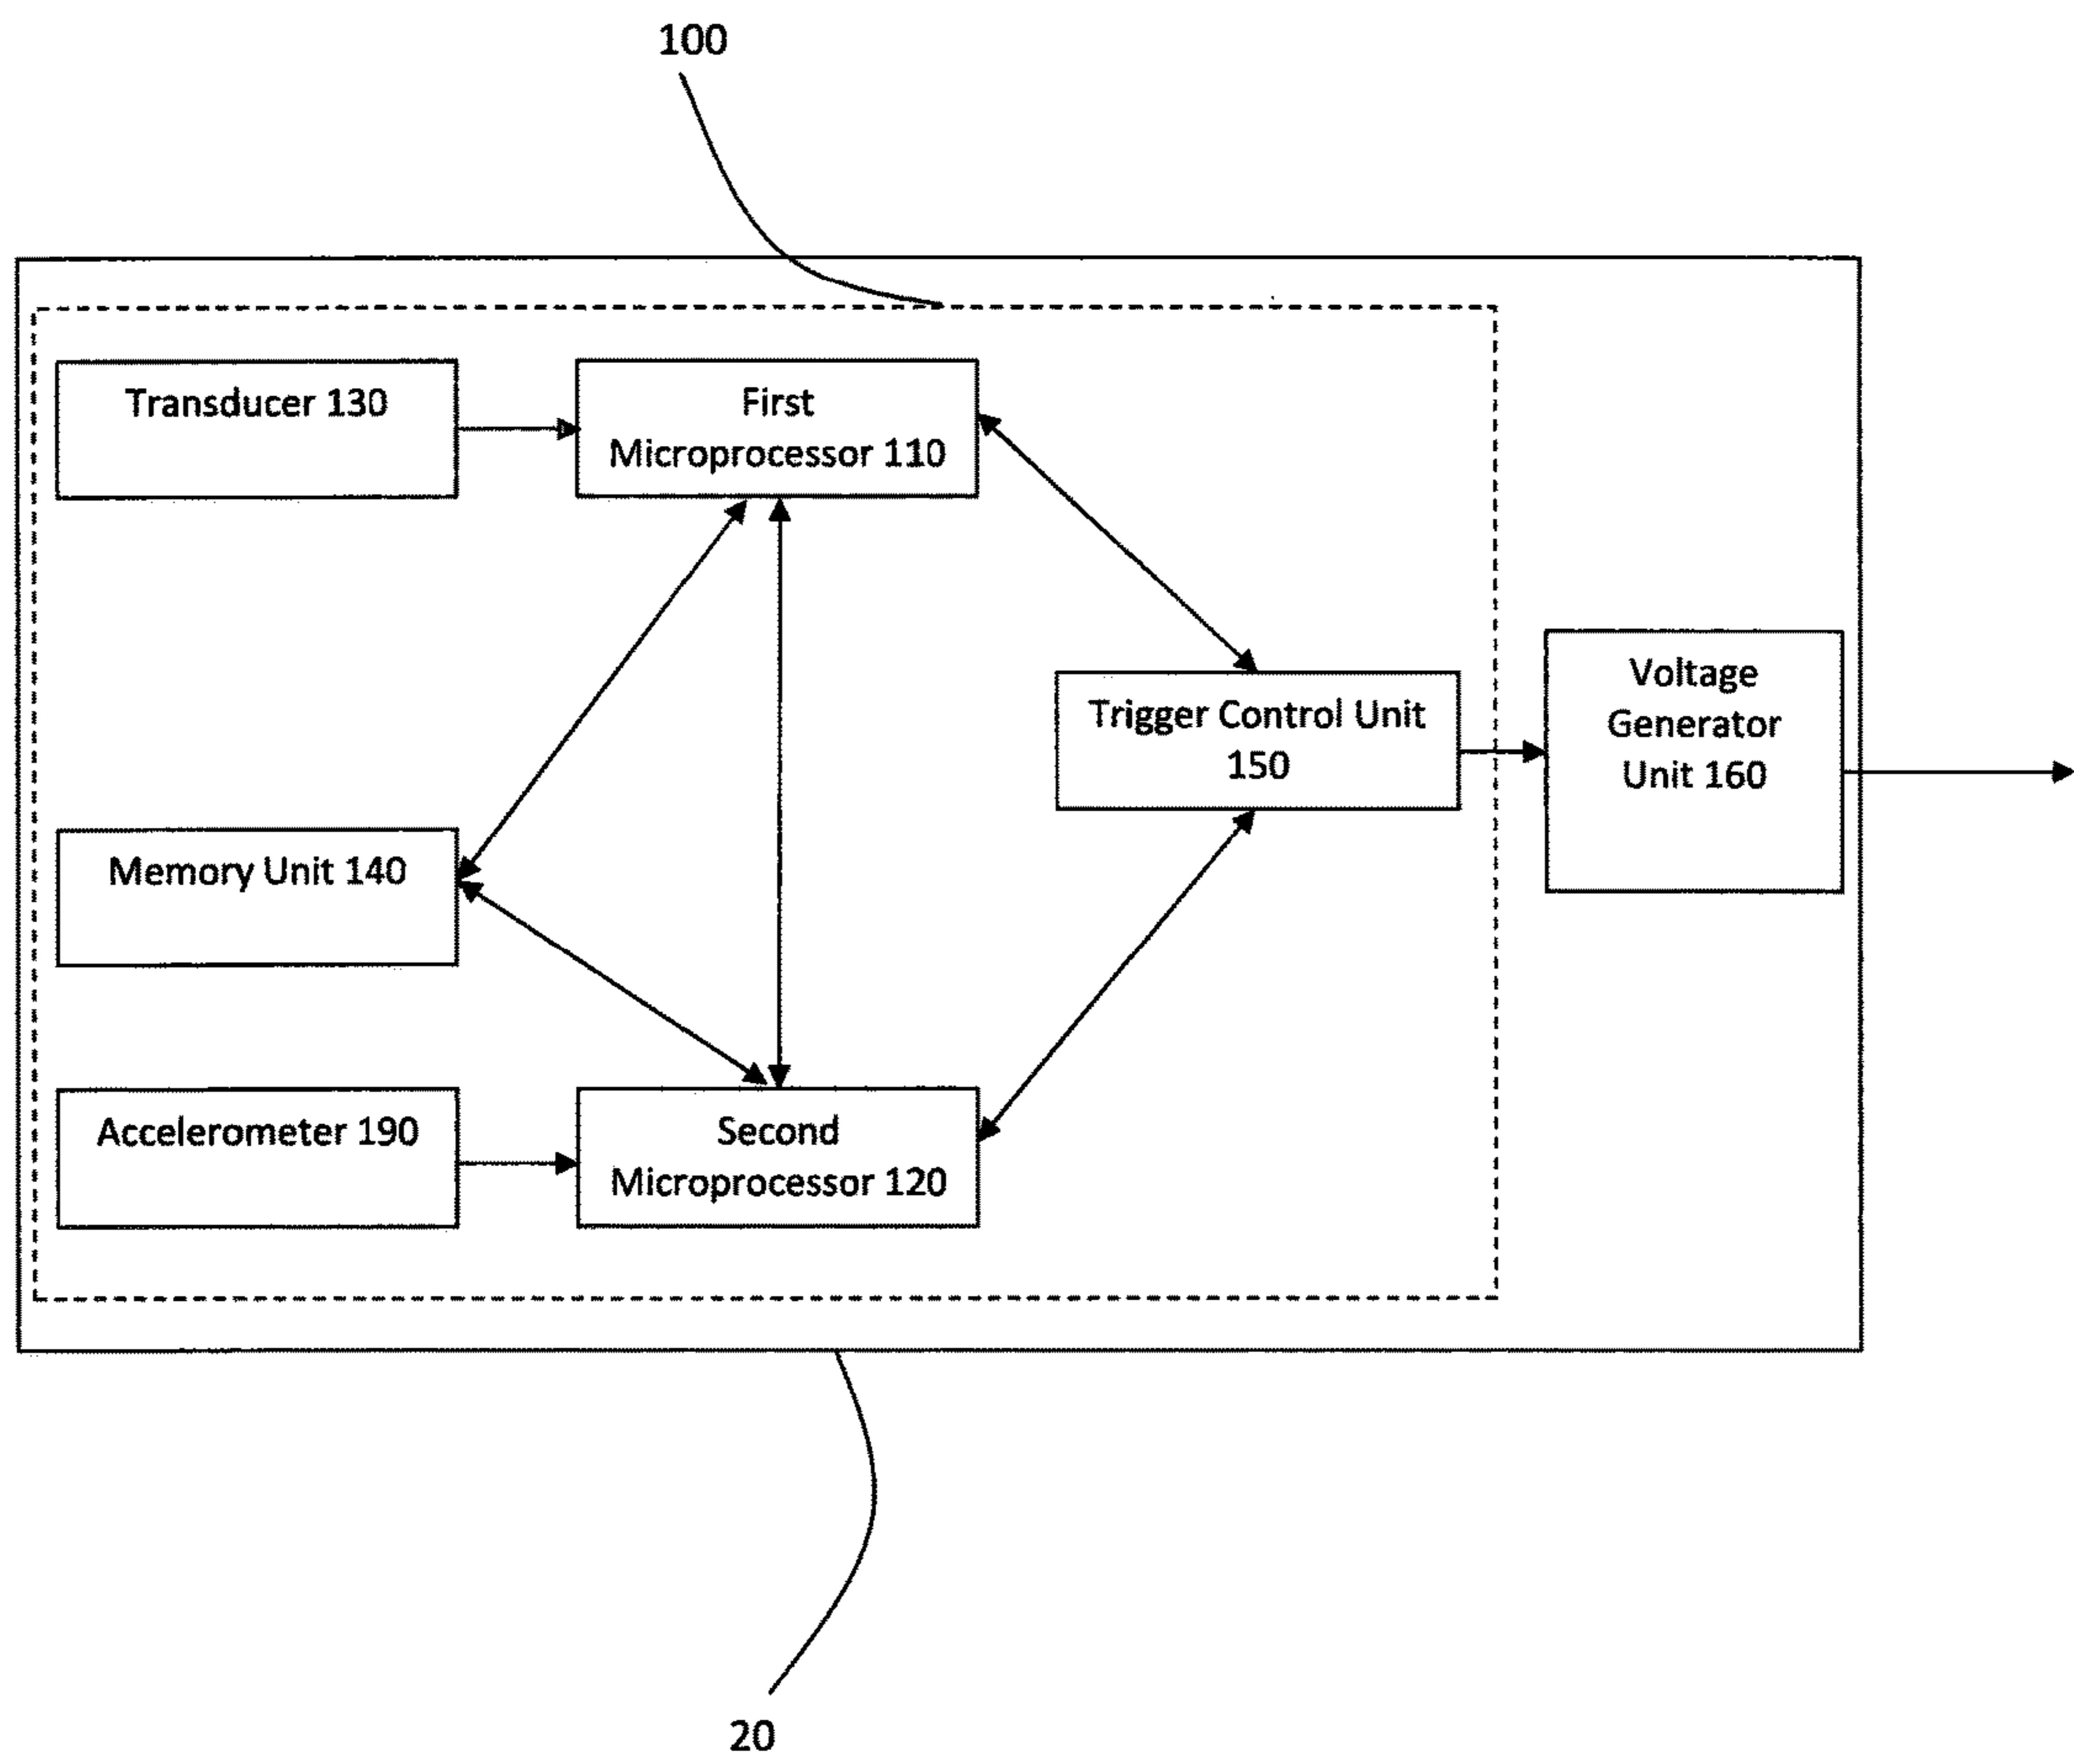 100
Transducer 130
First
Microprocessor 110
Trigger Control Unit
150
Voltage
Generator
Unit 160
Memory Unit 140
Accelerometer 190
Second
Microprocessor 120
20